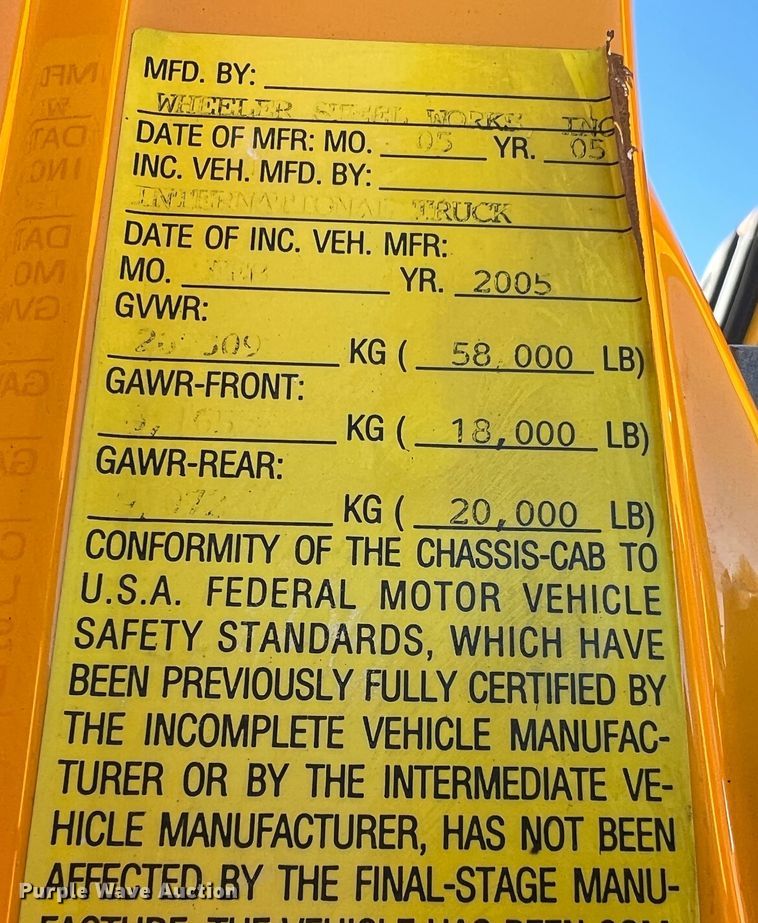 MFD. BY:
WHEELER STEEL WORKS, INC
DATE OF MFR: MO. 05 YR. 05
INC. VEH. MFD. BY:
INTERNATIONAL TRUCK
DATE OF INC. VEH. MFR:
MO. YR. 2005
GVWR:
KG ( 58,000 LB)
GAWR-FRONT:
KG ( 18,000 LB)
GAWR-REAR:
KG ( 20,000 LB)
CONFORMITY OF THE CHASSIS-CAB TO
U.S.A. FEDERAL MOTOR VEHICLE
SAFETY STANDARDS, WHICH HAVE
BEEN PREVIOUSLY FULLY CERTIFIED BY
THE INCOMPLETE VEHICLE MANUFAC-
TURER OR BY THE INTERMEDIATE VE-
HICLE MANUFACTURER, HAS NOT BEEN
AFFECTED BY THE FINAL-STAGE MANU-
Purple Wave Auction